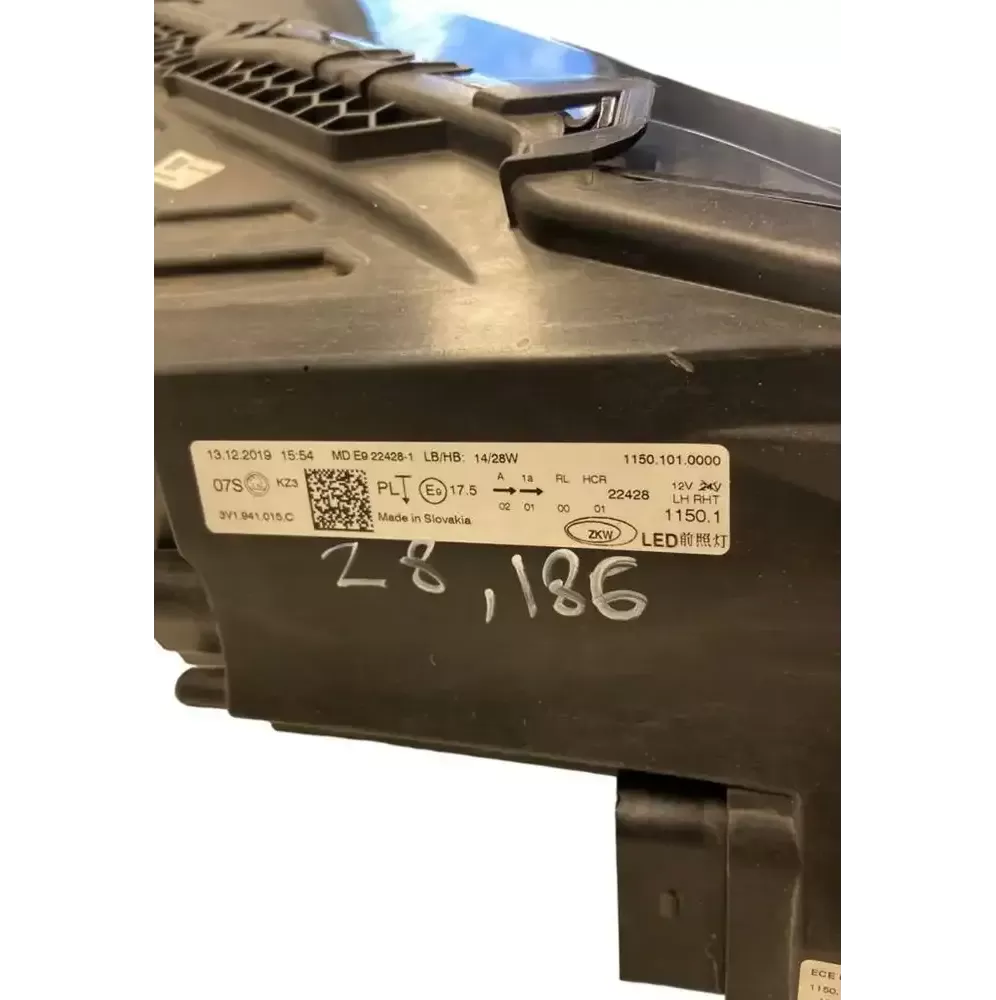 13.12.2019 15:54 MD E9 22428-1 LB/HB: 14/28W 1150.101.0000
07S KZ3 PL E9 17.5 A 1a RL HCR 22428 12V 24V
02 01 00 01 LH RHT
3V1.941.015.C Made in Slovakia ZKW 1150.1
LED前照灯
28,186
ECE
1150.